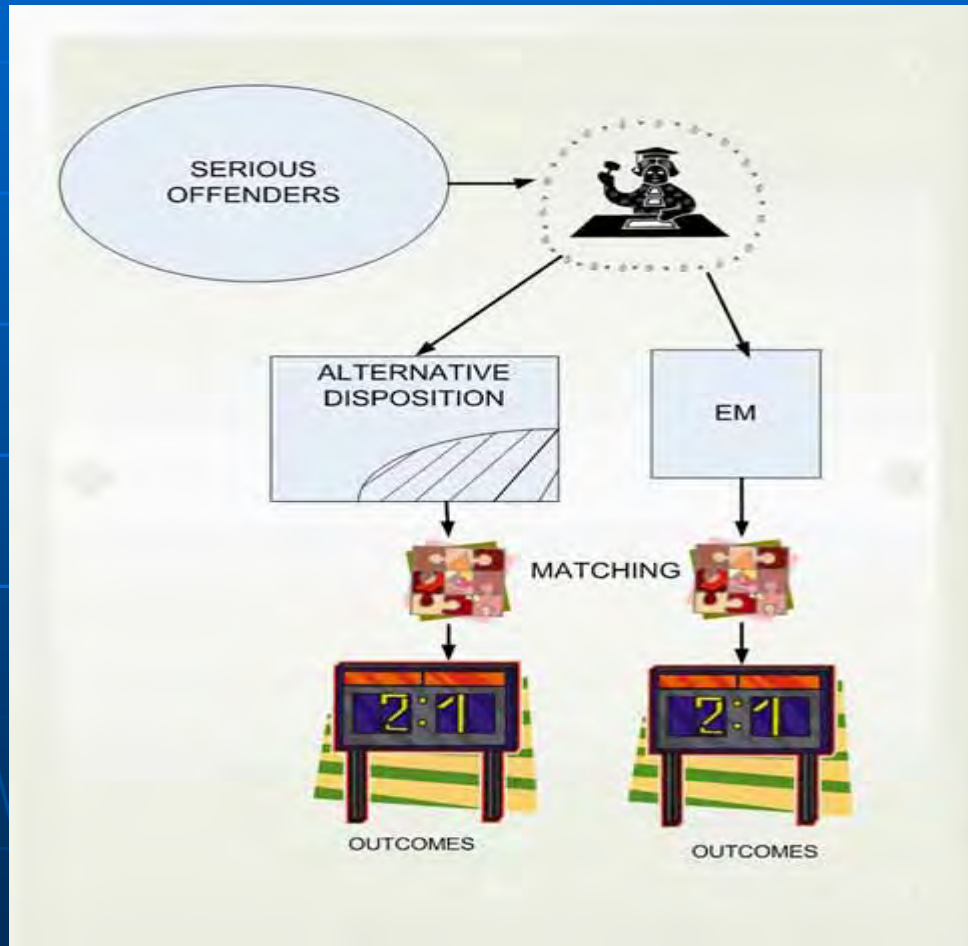 SERIOUS
OFFENDERS
ALTERNATIVE
DISPOSITION
EM
MATCHING
2:1
2:1
OUTCOMES
OUTCOMES